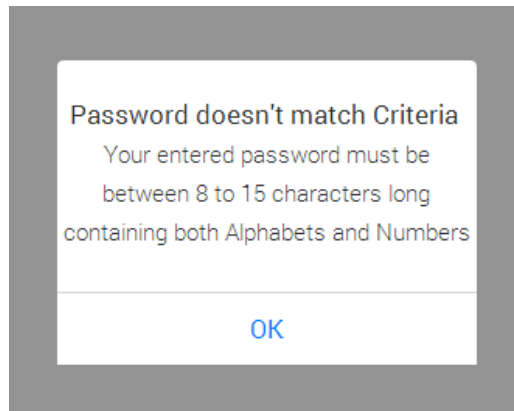 Password doesn't match Criteria
Your entered password must be
between 8 to 15 characters long
containing both Alphabets and Numbers
OK